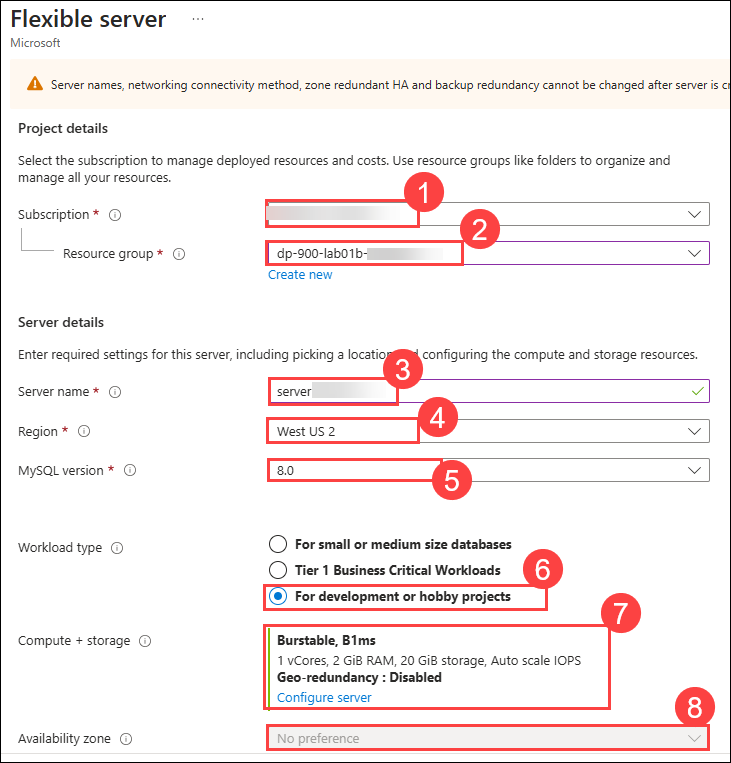 Flexible server ...
Microsoft
Server names, networking connectivity method, zone redundant HA and backup redundancy cannot be changed after server is cr
Project details
Select the subscription to manage deployed resources and costs. Use resource groups like folders to organize and
manage all your resources.
1
Subscription *
2
Resource group * dp-900-lab01b-
Create new
Server details
Enter required settings for this server, including picking a location and configuring the compute and storage resources.
3
Server name * server
4
Region * West US 2
MySQL version * 8.0
5
Workload type For small or medium size databases
Tier 1 Business Critical Workloads
6
For development or hobby projects
7
Compute + storage Burstable, B1ms
1 vCores, 2 GiB RAM, 20 GiB storage, Auto scale IOPS
Geo-redundancy : Disabled
Configure server
8
Availability zone No preference